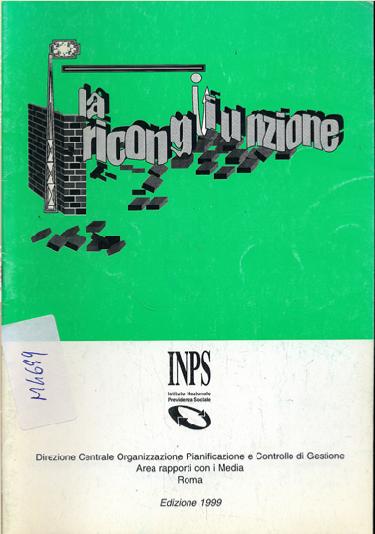 la
ricongiunzione
INPS
Istituto Nazionale
Previdenza Sociale
Direzione Centrale Organizzazione Pianificazione e Controllo di Gestione
Area rapporti con i Media
Roma
Edizione 1999